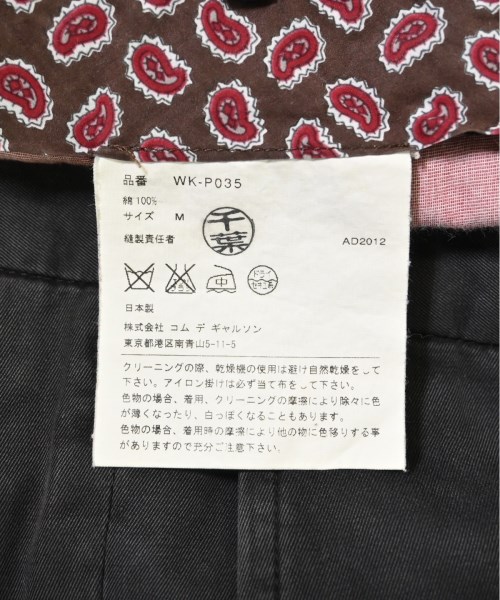 品番 WK-P035
綿100%
サイズ M
千葉
縫製責任者
AD2012
中
ドライ
セキユ系
日本製
株式会社 コム デ ギャルソン
東京都港区南青山5-11-5
クリーニングの際、乾燥機の使用は避け自然乾燥をして
下さい。アイロン掛けは必ず当て布をして下さい。
色物の場合、着用、クリーニングの摩擦により除々に色
が薄くなったり、白っぽくなることもあります。
色物の場合、着用時の摩擦により他の物に色移りする事
がありますので充分ご注意下さい。